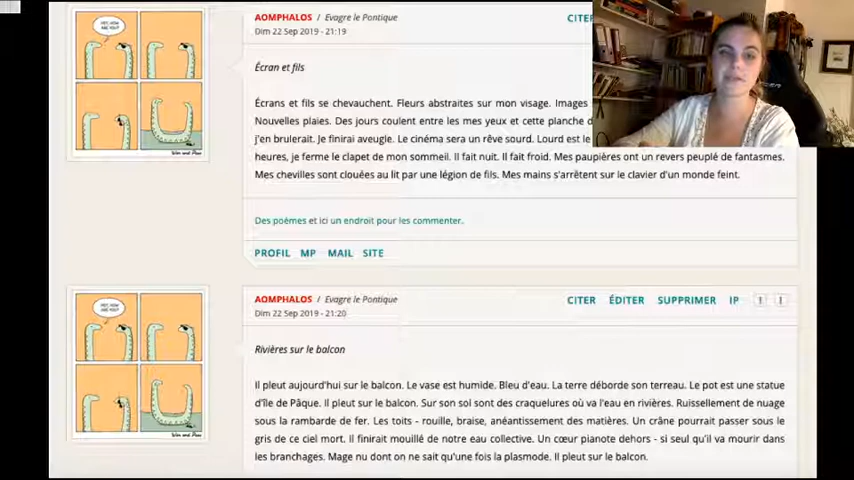 HEY, HOW
ARE YOU?
AOMPHALOS / Evagre le Pontique
CITER
Dim 22 Sep 2019 - 21:19
Écran et fils
Écrans et fils se chevauchent. Fleurs abstraites sur mon visage. Images
Nouvelles plaies. Des jours coulent entre les mes yeux et cette planche d
j'en brulerait. Je finirai aveugle. Le cinéma sera un rêve sourd. Lourd est le
heures, je ferme le clapet de mon sommeil. Il fait nuit. Il fait froid. Mes paupières ont un revers peuplé de fantasmes.
Mes chevilles sont clouées au lit par une légion de fils. Mes mains s'arrêtent sur le clavier d'un monde feint.
Des poèmes et ici un endroit pour les commenter.
PROFIL MP MAIL SITE
HEY, HOW
ARE YOU?
AOMPHALOS / Evagre le Pontique
CITER ÉDITER SUPPRIMER IP
Dim 22 Sep 2019 - 21:20
Rivières sur le balcon
Il pleut aujourd'hui sur le balcon. Le vase est humide. Bleu d'eau. La terre déborde son terreau. Le pot est une statue
d'île de Pâque. Il pleut sur le balcon. Sur son sol sont des craquelures où va l'eau en rivières. Ruissellement de nuage
sous la rambarde de fer. Les toits - rouille, braise, anéantissement des matières. Un crâne pourrait passer sous le
gris de ce ciel mort. Il finirait mouillé de notre eau collective. Un cœur pianote dehors - si seul qu'il va mourir dans
les branchages. Mage nu dont on ne sait qu'une fois la plasmode. Il pleut sur le balcon.